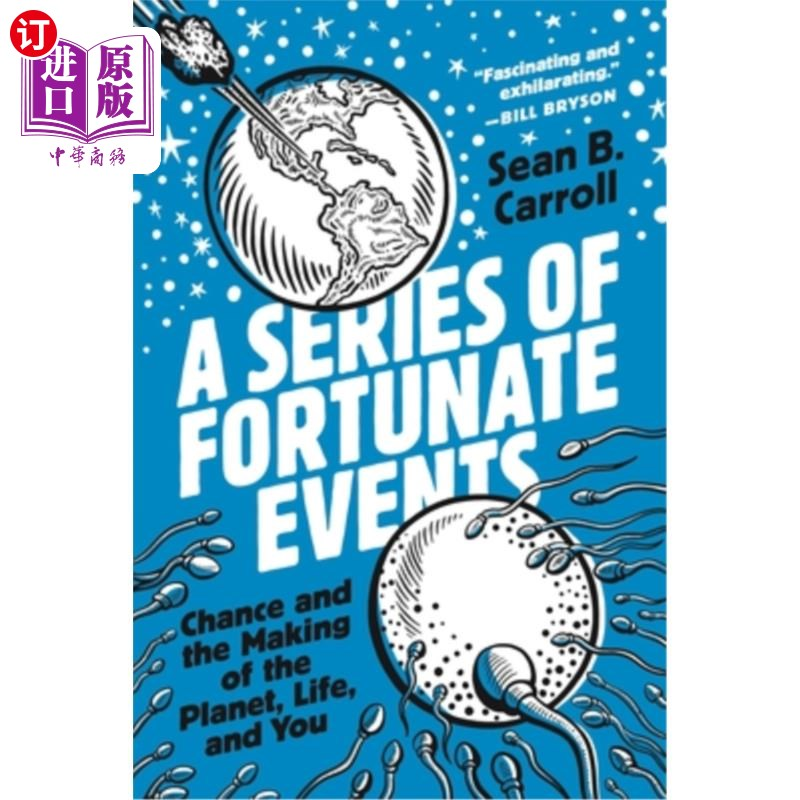 订
进口
原版
中华商务
"Fascinating and
exhilarating."
—BILL BRYSON
Sean B.
Carroll
A SERIES OF
FORTUNATE
EVENTS
Chance and
the Making
of the
Planet, Life,
and You